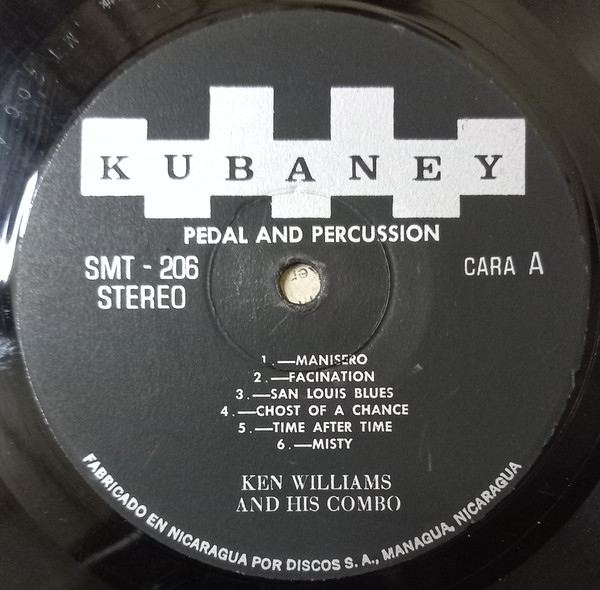 KUBANEY
PEDAL AND PERCUSSION
SMT - 206
STEREO
CARA A
1.—MANISERO
2.—FACINATION
3.—SAN LOUIS BLUES
4.—CHOST OF A CHANCE
5.—TIME AFTER TIME
6.—MISTY
KEN WILLIAMS
AND HIS COMBO
FABRICADO EN NICARAGUA POR DISCOS S. A., MANAGUA, NICARAGUA